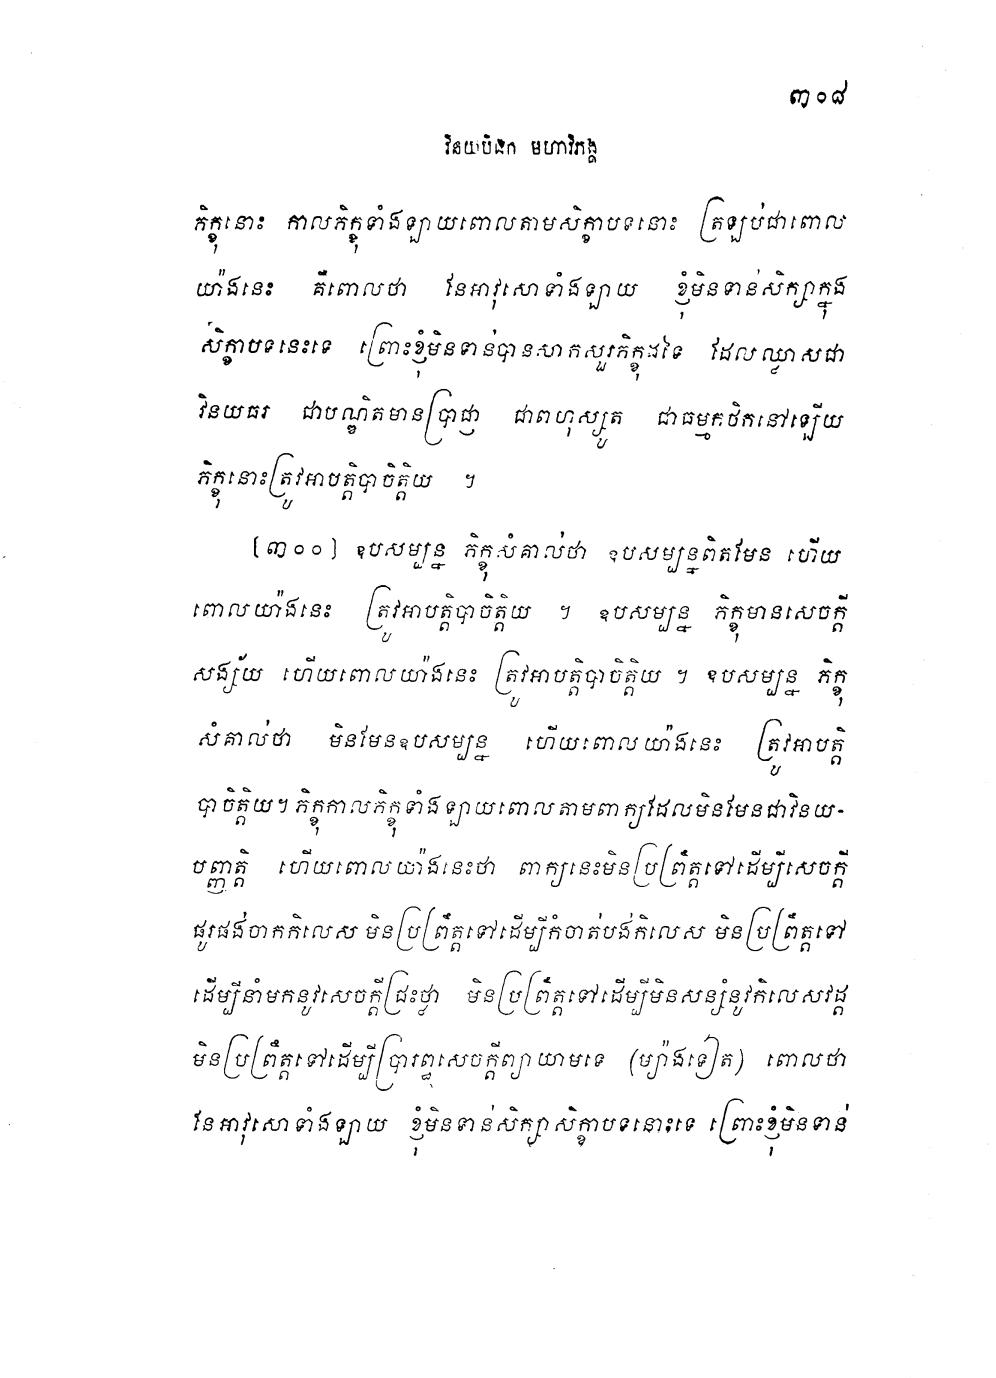 ៣០៨
វិនយបិដក មហាវិភង្គ
ភិក្ខុនោះ កាលភិក្ខុទាំងឡាយពោលតាមសិក្ខាបទនោះ ត្រឡប់ជាពោល
យ៉ាងនេះ គឺពោលថា នែអាវុសោទាំងឡាយ ខ្ញុំមិនទាន់សិក្សាក្នុង
សិក្ខាបទនេះទេ ព្រោះខ្ញុំមិនទាន់បានសាកសួរភិក្ខុងទៃ ដែលឈ្លាសជា
វិនយធរ ជាបណ្ឌិតមានប្រាជ្ញា ជាពហុស្សូត ជាធម្មកថិកនៅឡើយ
ភិក្ខុនោះត្រូវអាបត្តិបាចិត្តិយ ។
(៣០០) ឧបសម្បន្ន ភិក្ខុសំគាល់ថា ឧបសម្បន្នពិតមែន ហើយ
ពោលយ៉ាងនេះ ត្រូវអាបត្តិបាចិត្តិយ ។ ឧបសម្បន្ន ភិក្ខុមានសេចក្តី
សង្ស័យ ហើយពោលយ៉ាងនេះ ត្រូវអាបត្តិបាចិត្តិយ ។ ឧបសម្បន្ន ភិក្ខុ
សំគាល់ថា មិនមែនឧបសម្បន្ន ហើយពោលយ៉ាងនេះ ត្រូវអាបត្តិ
បាចិត្តិយ។ ភិក្ខុកាលភិក្ខុទាំងឡាយពោលតាមពាក្យដែលមិនមែនជាវិនយ-
បញ្ញត្តិ ហើយពោលយ៉ាងនេះថា ពាក្យនេះមិនប្រព្រឹត្តទៅដើម្បីសេចក្តី
ផូរផង់ចាកកិលេស មិនប្រព្រឹត្តទៅដើម្បីកំចាត់បង់កិលេស មិនប្រព្រឹត្តទៅ
ដើម្បីនាំមកនូវសេចក្តីជ្រះថ្លា មិនប្រព្រឹត្តទៅដើម្បីមិនសន្សំនូវកិលេសវដ្ដ
មិនប្រព្រឹត្តទៅដើម្បីប្រារព្ធសេចក្តីព្យាយាមទេ (ម្យ៉ាងទៀត) ពោលថា
នែអាវុសោទាំងឡាយ ខ្ញុំមិនទាន់សិក្សាសិក្ខាបទនោះទេ ព្រោះខ្ញុំមិនទាន់